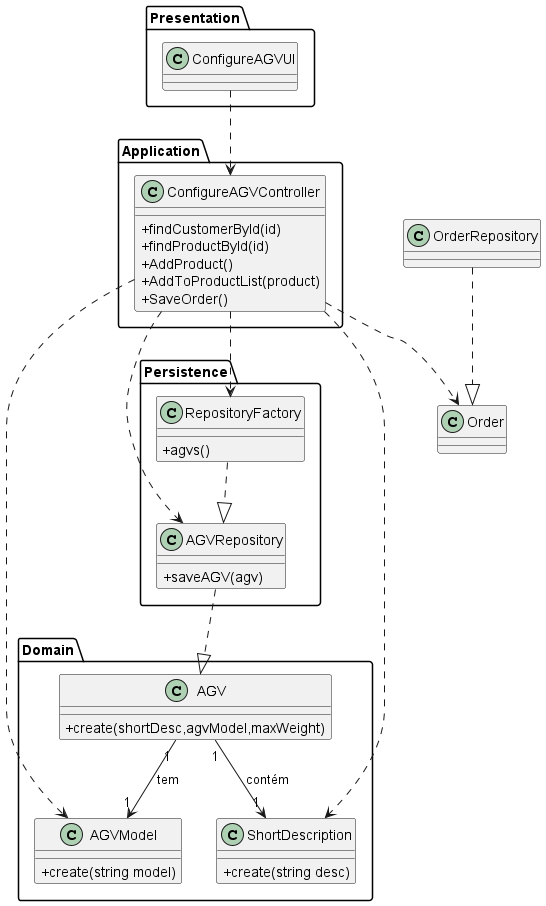 Presentation
C ConfigureAGVUI
Application
C ConfigureAGVController
+findCustomerById(id)
+findProductById(id)
+AddProduct()
+AddToProductList(product)
+SaveOrder()
C OrderRepository
Persistence
C RepositoryFactory
+agvs()
C Order
C AGVRepository
+saveAGV(agv)
Domain
C AGV
+create(shortDesc,agvModel,maxWeight)
1
1
tem
contém
1
1
C AGVModel
+create(string model)
C ShortDescription
+create(string desc)